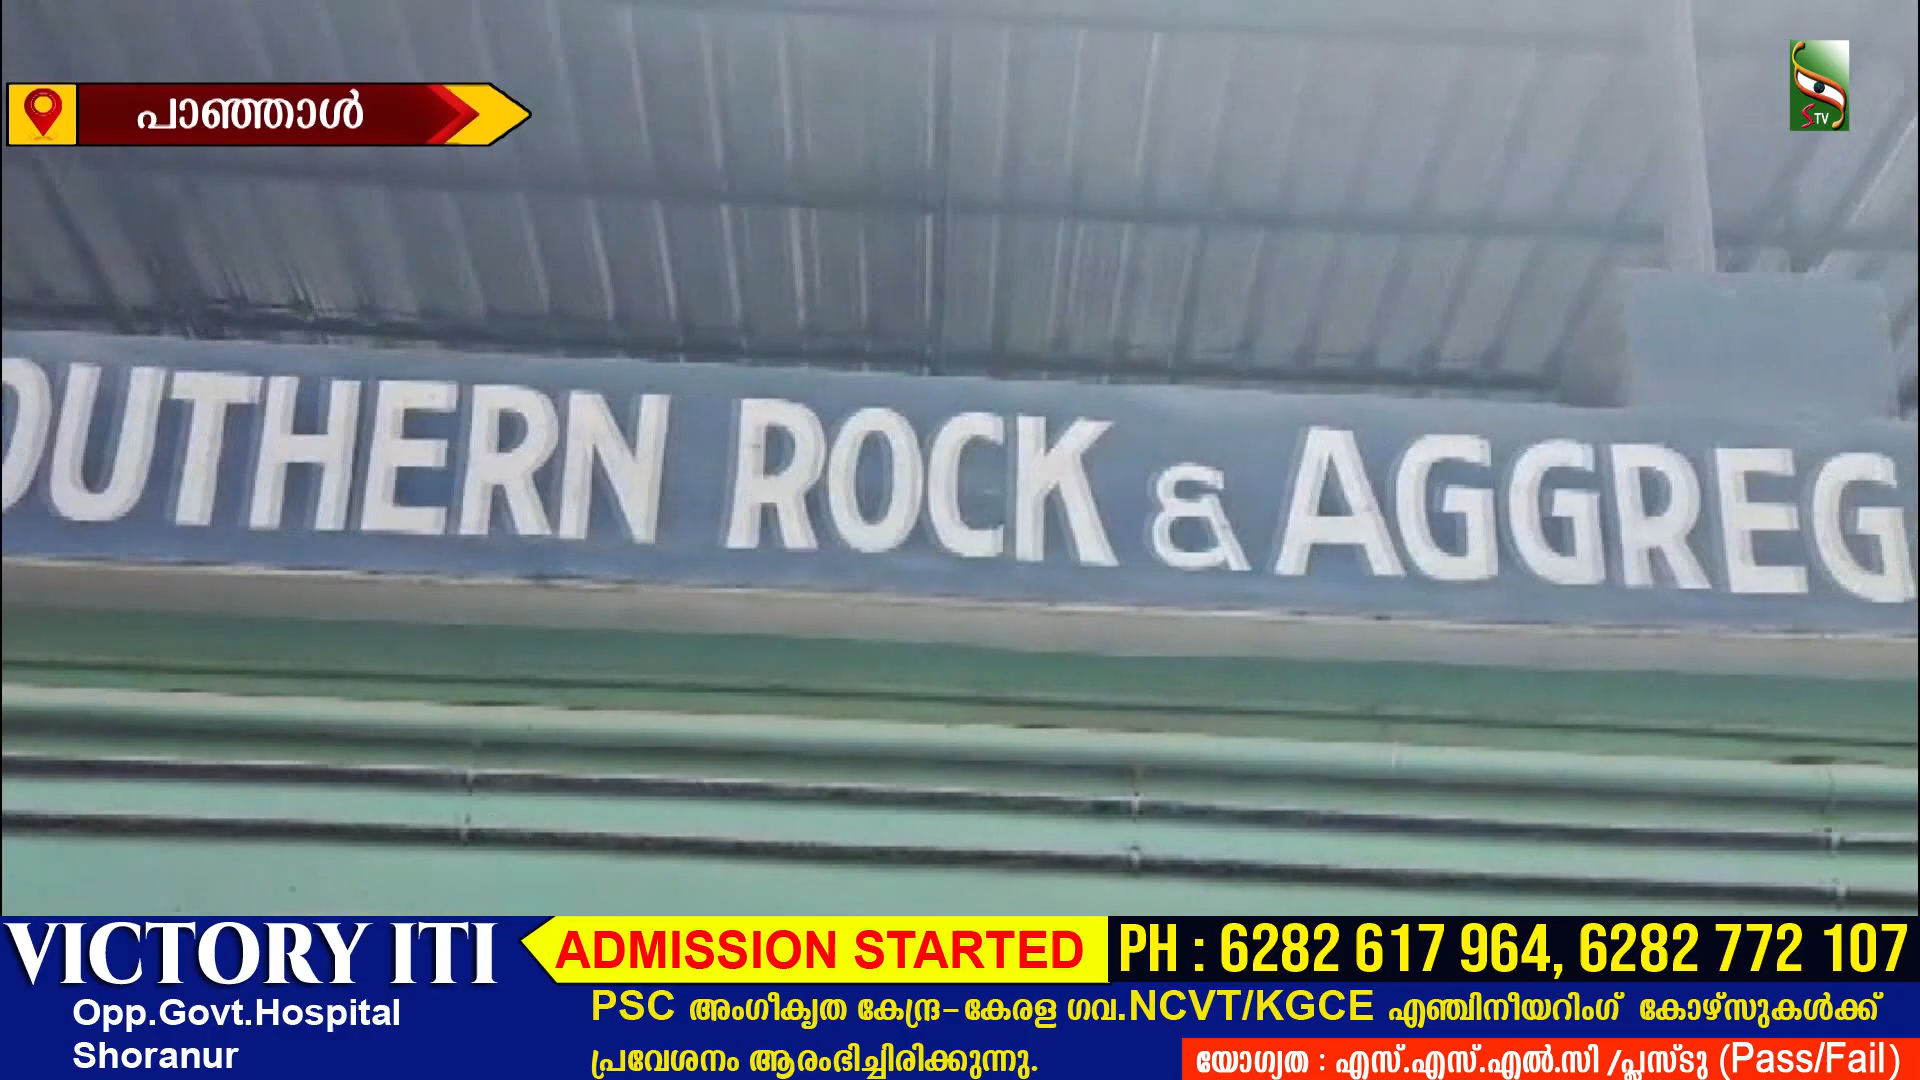 പാഞ്ഞാൾ
STV
OUTHERN ROCK & AGGREG
VICTORY ITI
Opp.Govt.Hospital
Shoranur
ADMISSION STARTED
PH : 6282 617 964, 6282 772 107
PSC അംഗീകൃത കേന്ദ്ര-കേരള ഗവ.NCVT/KGCE എഞ്ചിനീയറിംഗ് കോഴ്സുകൾക്ക്
പ്രവേശനം ആരംഭിച്ചിരിക്കുന്നു.
യോഗ്യത : എസ്.എസ്.എൽ.സി /പ്ലസ്ടു (Pass/Fail)